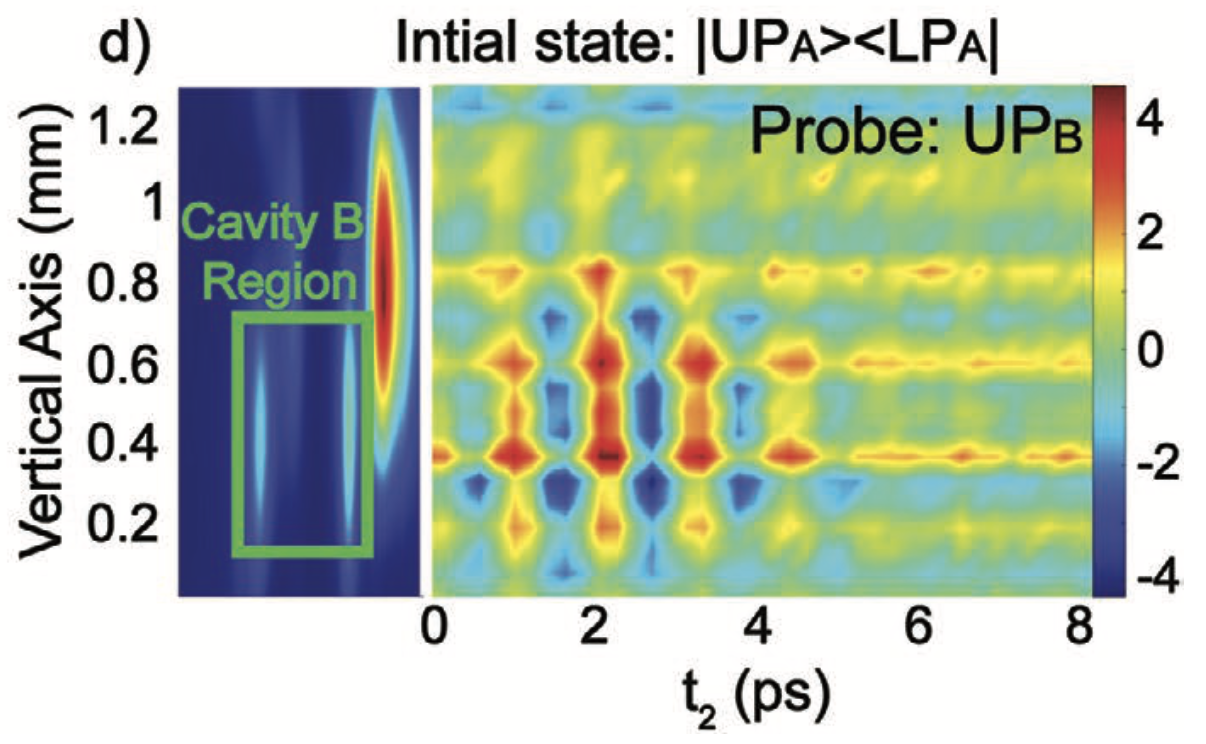 d)
Intial state: |UPA><LPA|
Probe: UPB
Cavity B
Region
Vertical Axis (mm)
1.2
1
0.8
0.6
0.4
0.2
0 2 4 6 8
t2 (ps)
4
2
0
-2
-4